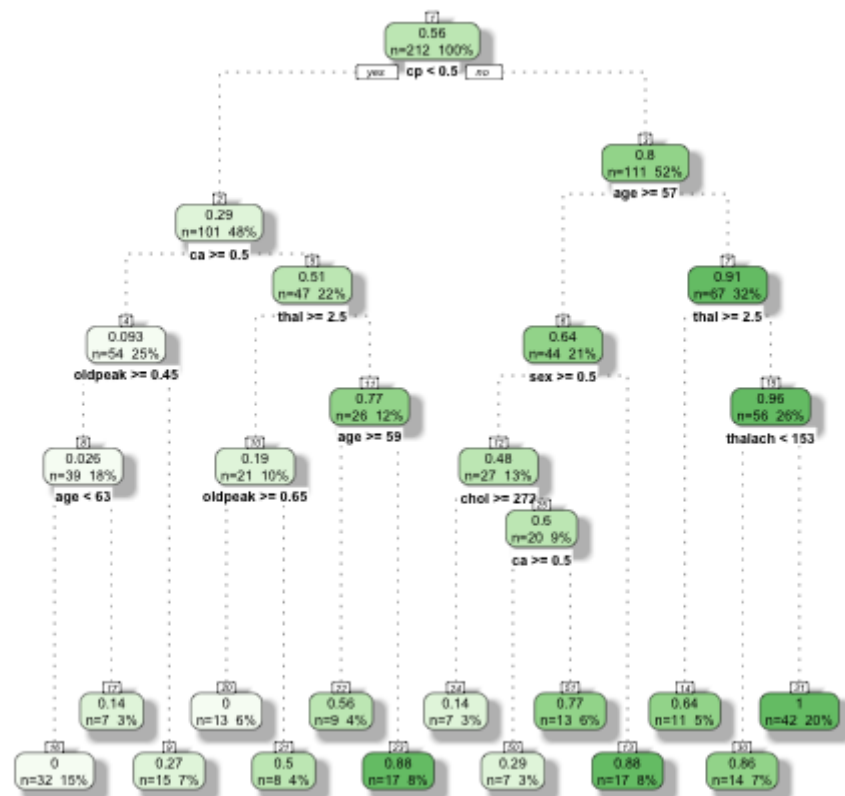 1
0.56
n=212 100%
yes cp < 0.5 no
3
0.8
n=111 52%
age >= 57
2
0.29
n=101 48%
ca >= 0.5
5
0.51
n=47 22%
thal >= 2.5
7
0.91
n=67 32%
thal >= 2.5
4
0.093
n=54 25%
oldpeak >= 0.45
6
0.64
n=44 21%
sex >= 0.5
11
0.77
n=26 12%
age >= 59
15
0.96
n=56 26%
thalach < 153
8
0.026
n=39 18%
age < 63
10
0.19
n=21 10%
oldpeak >= 0.65
12
0.48
n=27 13%
chol >= 277
25
0.6
n=20 9%
ca >= 0.5
17
0.14
n=7 3%
20
0
n=13 6%
22
0.56
n=9 4%
24
0.14
n=7 3%
51
0.77
n=13 6%
14
0.64
n=11 5%
31
1
n=42 20%
16
0
n=32 15%
9
0.27
n=15 7%
21
0.5
n=8 4%
23
0.88
n=17 8%
50
0.29
n=7 3%
13
0.88
n=17 8%
30
0.86
n=14 7%